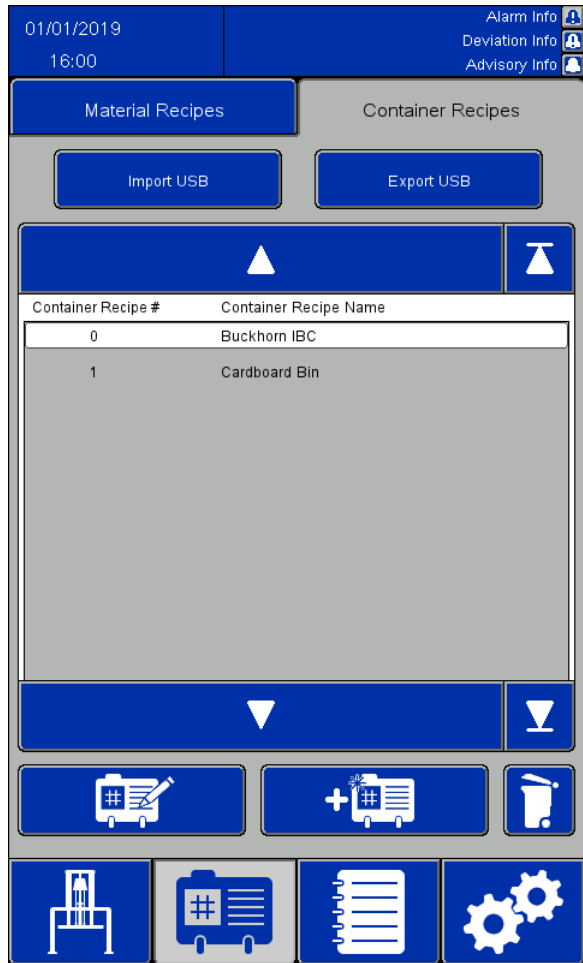 01/01/2019
16:00
Alarm Info
Deviation Info
Advisory Info
Material Recipes
Container Recipes
Import USB
Export USB
Container Recipe # Container Recipe Name
0 Buckhorn IBC
1 Cardboard Bin